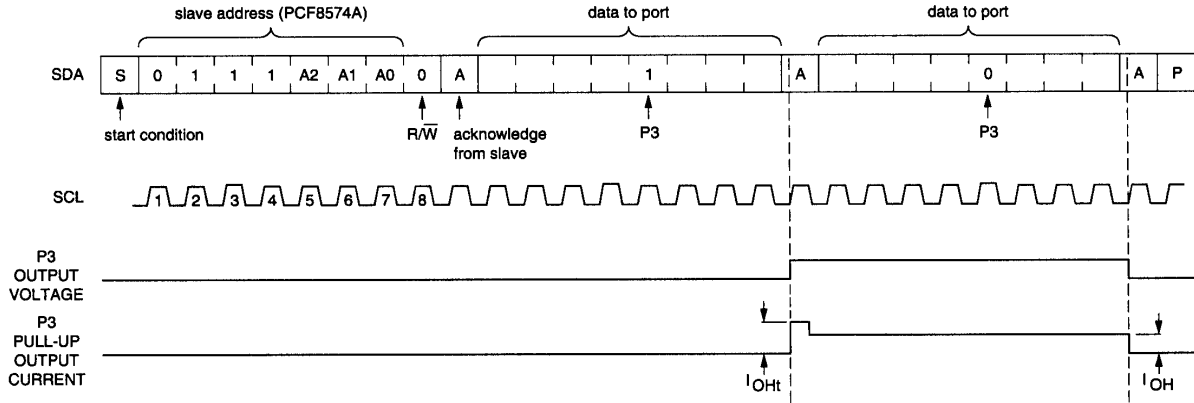 slave address (PCF8574A) data to port data to port
SDA S 0 1 1 1 A2 A1 A0 0 A 1 A 0 A P
start condition R/W̅ acknowledge from slave P3 P3
SCL 1 2 3 4 5 6 7 8
P3
OUTPUT
VOLTAGE
P3
PULL-UP
OUTPUT
CURRENT
IOHt IOH